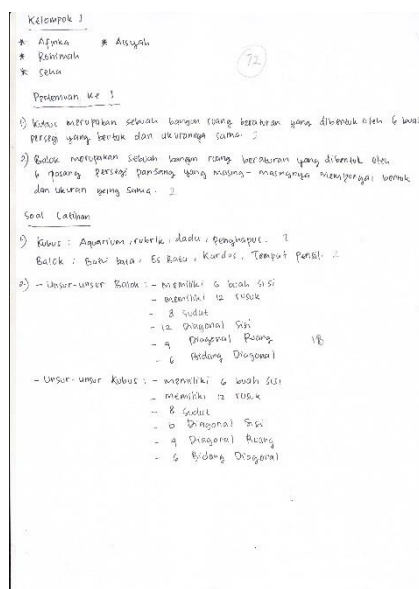 Kelompok 1
* Afinka * Aisyah
* Rohimah
*
72
Pertemuan Ke 1
1) Kubus merupakan sebuah bangun ruang beraturan yang dibentuk oleh 6 buah
persegi yang bentuk dan ukurannya sama. 2
2) Balok merupakan sebuah bangun ruang beraturan yang dibentuk oleh
6 pasang persegi panjang yang masing-masingnya mempunyai bentuk
dan ukuran yang sama. 2
Soal Latihan
1) Kubus : Aquarium, rubrik, dadu, penghapus. 2
Balok : Batu bata, Es Batu, Kardus, Tempat pensil. 2
2.) - Unsur-unsur Balok : - memiliki 6 buah sisi
- memiliki 12 rusuk
- 8 sudut
- 12 Diagonal sisi
- 4 Diagonal Ruang 18
- 6 Bidang Diagonal
- Unsur-unsur Kubus : - memiliki 6 buah sisi
- memiliki 12 rusuk
- 8 sudut
- Diagonal sisi
- 4 Diagonal Ruang
- 6 Bidang Diagonal